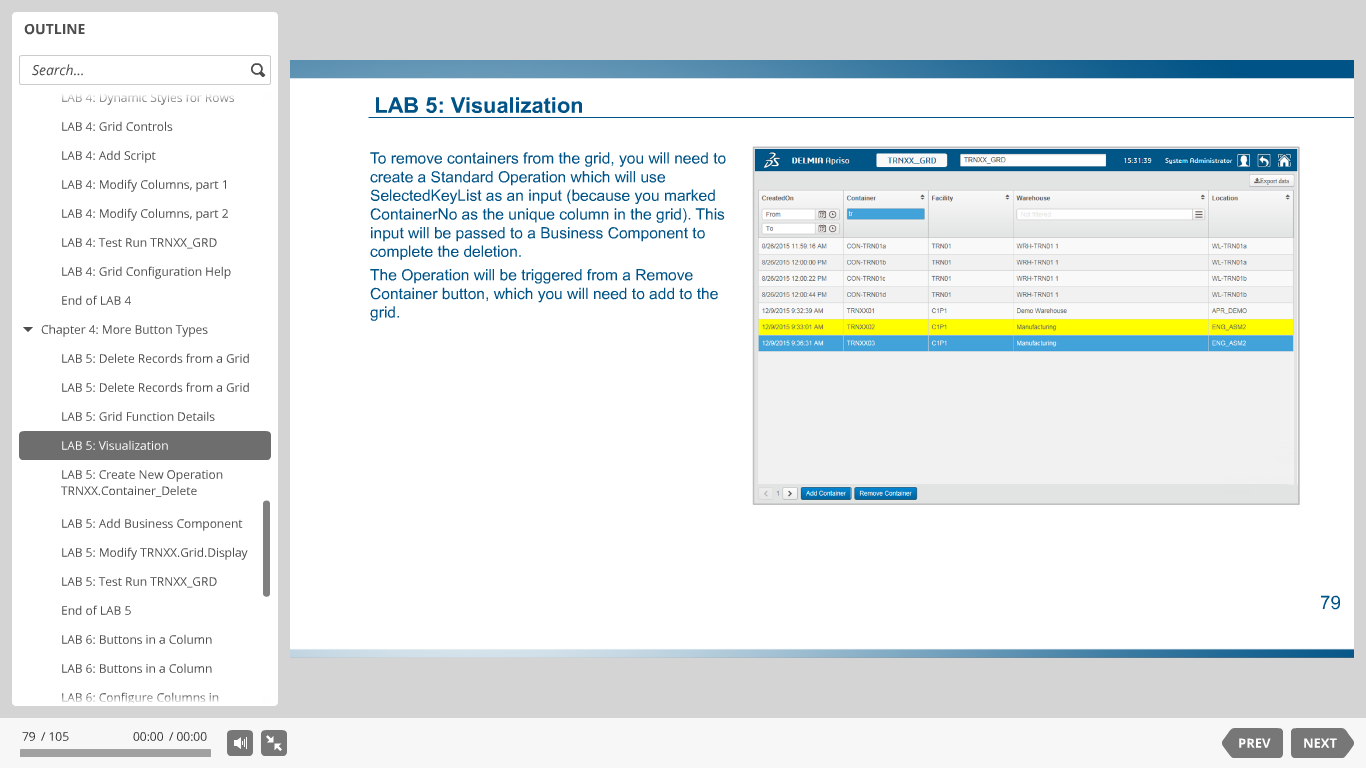 OUTLINE
Search...
LAB 4: Dynamic Styles for Rows
LAB 4: Grid Controls
LAB 4: Add Script
LAB 4: Modify Columns, part 1
LAB 4: Modify Columns, part 2
LAB 4: Test Run TRNXX_GRD
LAB 4: Grid Configuration Help
End of LAB 4
Chapter 4: More Button Types
LAB 5: Delete Records from a Grid
LAB 5: Delete Records from a Grid
LAB 5: Grid Function Details
LAB 5: Visualization
LAB 5: Create New Operation
TRNXX.Container_Delete
LAB 5: Add Business Component
LAB 5: Modify TRNXX.Grid.Display
LAB 5: Test Run TRNXX_GRD
End of LAB 5
LAB 6: Buttons in a Column
LAB 6: Buttons in a Column
LAB 6: Configure Columns in
LAB 5: Visualization
To remove containers from the grid, you will need to
create a Standard Operation which will use
SelectedKeyList as an input (because you marked
ContainerNo as the unique column in the grid). This
input will be passed to a Business Component to
complete the deletion.
The Operation will be triggered from a Remove
Container button, which you will need to add to the
grid.
DELMIA Apriso TRNXX_GRD TRNXX_GRD 15:31:39 System Administrator
Export data
CreatedOn Container Facility Warehouse Location
From tr Not filtered
To
8/26/2015 11:59:16 AM CON-TRN01a TRN01 WRH-TRN01 1 WL-TRN01a
8/26/2015 12:00:00 PM CON-TRN01b TRN01 WRH-TRN01 1 WL-TRN01a
8/26/2015 12:00:22 PM CON-TRN01c TRN01 WRH-TRN01 1 WL-TRN01b
8/26/2015 12:00:44 PM CON-TRN01d TRN01 WRH-TRN01 1 WL-TRN01b
12/9/2015 9:32:39 AM TRNXX01 C1P1 Demo Warehouse APR_DEMO
12/9/2015 9:33:01 AM TRNXX02 C1P1 Manufacturing ENG_ASM2
12/9/2015 9:36:31 AM TRNXX03 C1P1 Manufacturing ENG_ASM2
1 Add Container Remove Container
79
79 / 105 00:00 / 00:00
PREV NEXT